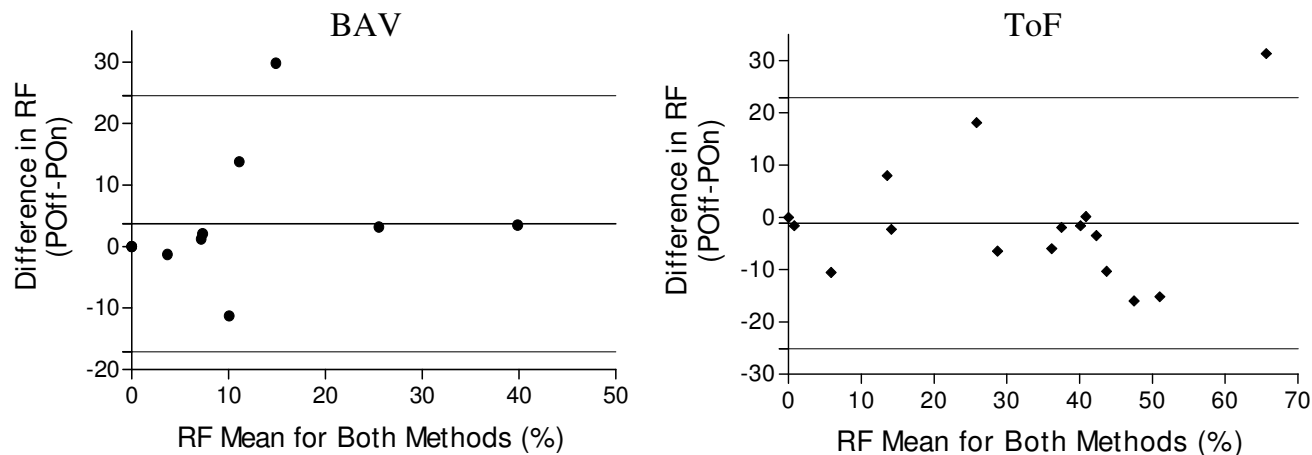 BAV
Difference in RF
(POff-POn)
30
20
10
0
-10
-20
0 10 20 30 40 50
RF Mean for Both Methods (%)
ToF
Difference in RF
(POff-POn)
30
20
10
0
-10
-20
-30
0 10 20 30 40 50 60 70
RF Mean for Both Methods (%)